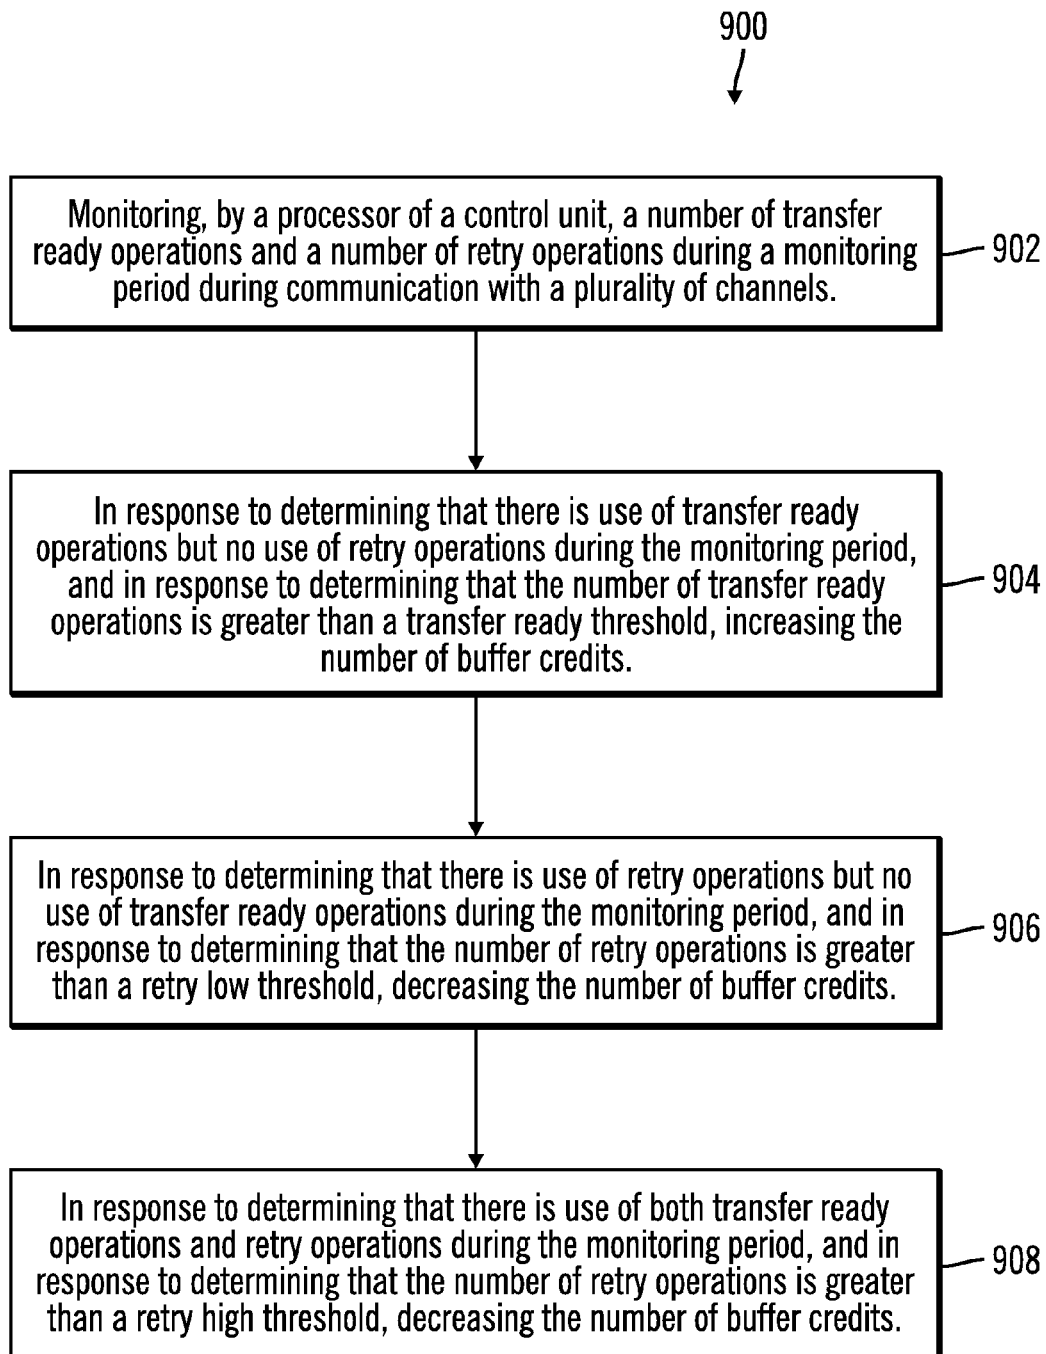 900
Monitoring, by a processor of a control unit, a number of transfer
ready operations and a number of retry operations during a monitoring
period during communication with a plurality of channels.
902
In response to determining that there is use of transfer ready
operations but no use of retry operations during the monitoring period,
and in response to determining that the number of transfer ready
operations is greater than a transfer ready threshold, increasing the
number of buffer credits.
904
In response to determining that there is use of retry operations but no
use of transfer ready operations during the monitoring period, and in
response to determining that the number of retry operations is greater
than a retry low threshold, decreasing the number of buffer credits.
906
In response to determining that there is use of both transfer ready
operations and retry operations during the monitoring period, and in
response to determining that the number of retry operations is greater
than a retry high threshold, decreasing the number of buffer credits.
908